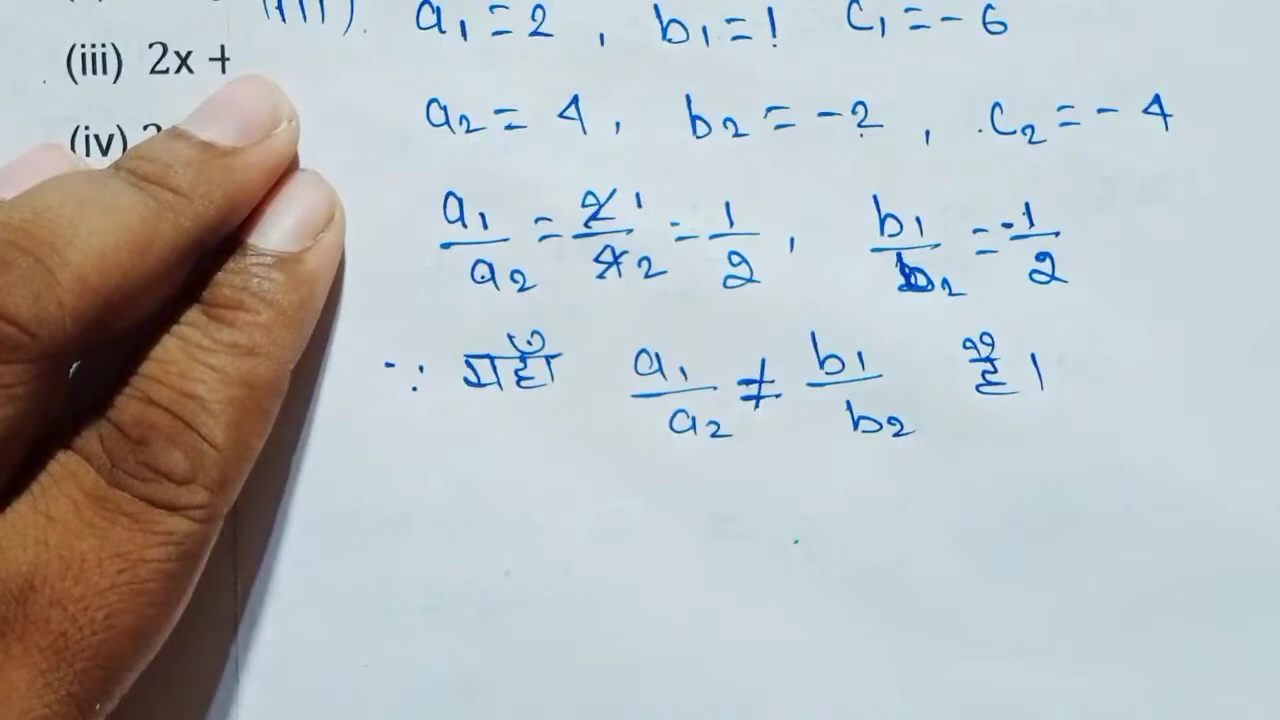 (iii). a₁ = 2 , b₁ = 1 c₁ = - 6
(iii) 2x +
a₂ = 4 , b₂ = - 2 , c₂ = - 4
(iv)
a₁/a₂ = 2/4 = 1/2 , b₁/b₂ = -1/2
∵ यहाँ a₁/a₂ ≠ b₁/b₂ है।